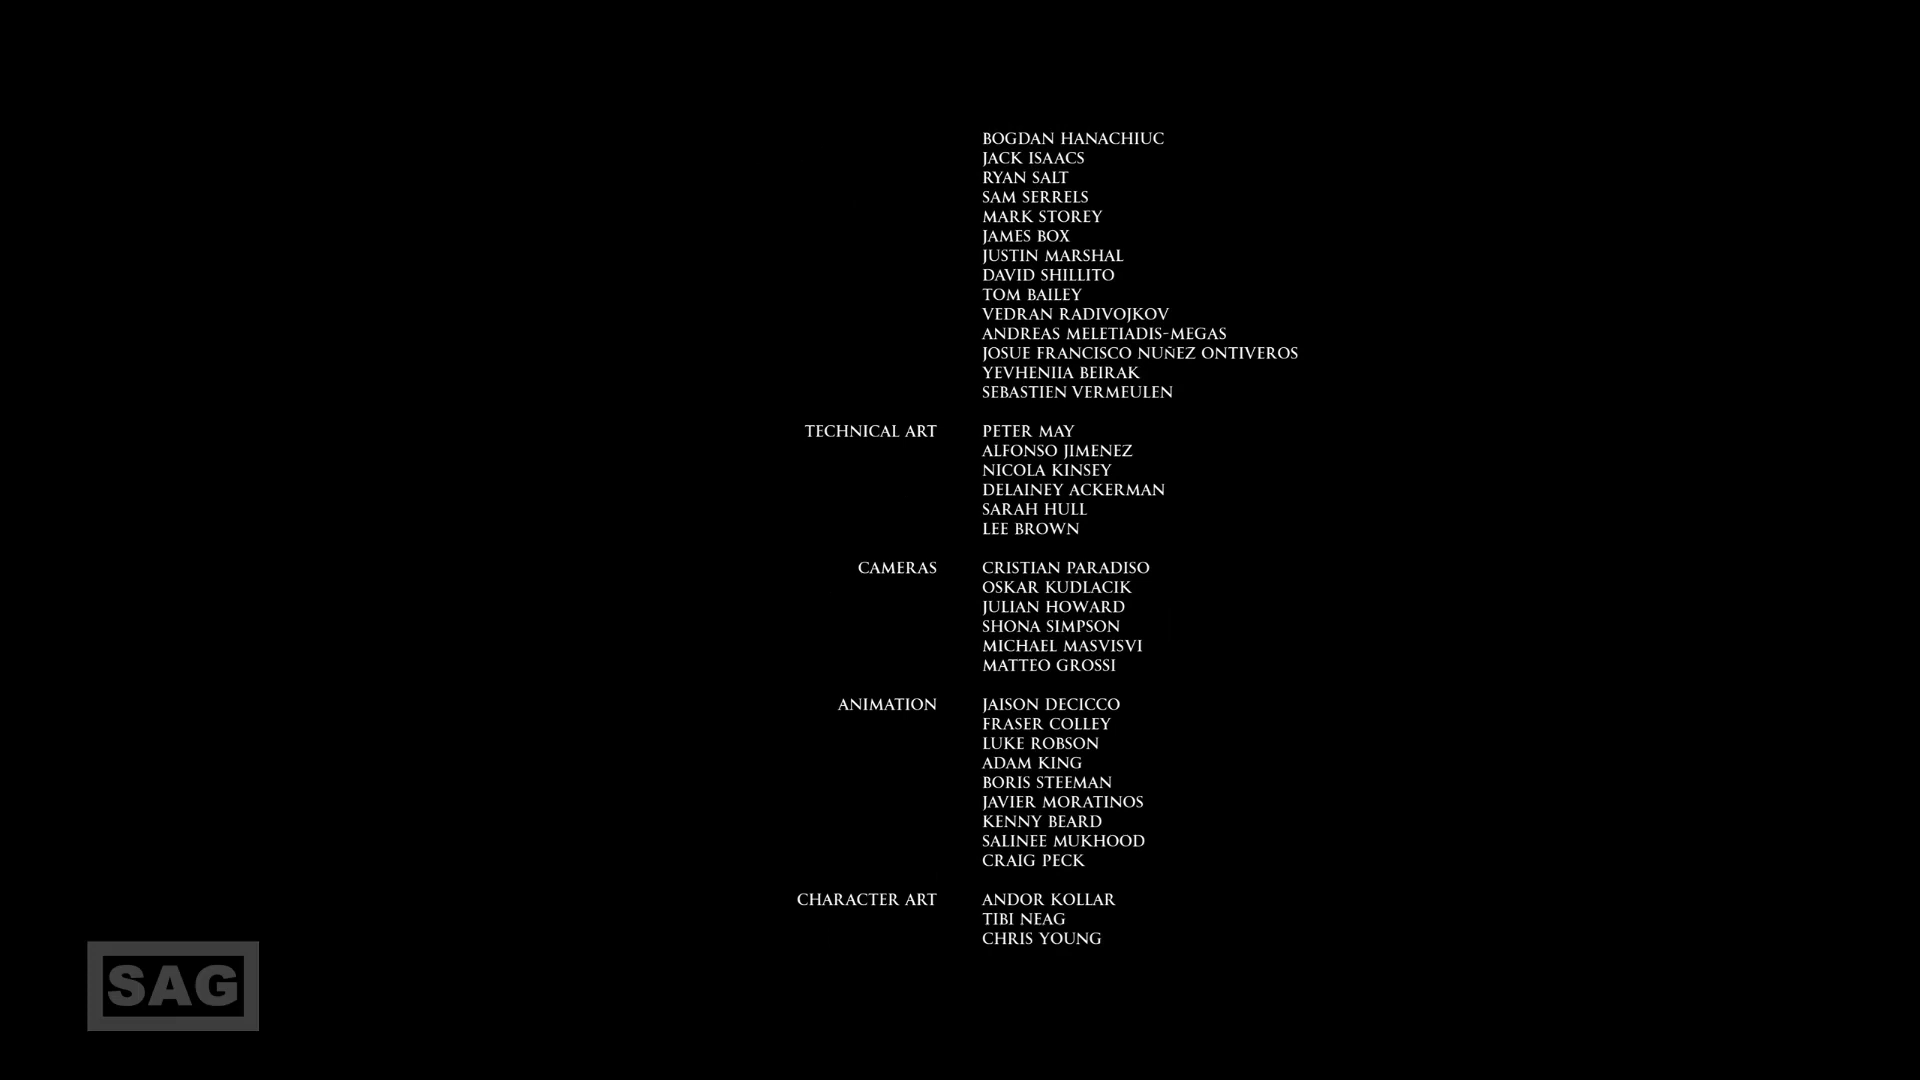 BOGDAN HANACHIUC
JACK ISAACS
RYAN SALT
SAM SERRELS
MARK STOREY
JAMES BOX
JUSTIN MARSHAL
DAVID SHILLITO
TOM BAILEY
VEDRAN RADIVOJKOV
ANDREAS MELETIADIS-MEGAS
JOSUE FRANCISCO NUÑEZ ONTIVEROS
YEVHENIIA BEIRAK
SEBASTIEN VERMEULEN
TECHNICAL ART PETER MAY
ALFONSO JIMENEZ
NICOLA KINSEY
DELAINEY ACKERMAN
SARAH HULL
LEE BROWN
CAMERAS CRISTIAN PARADISO
OSKAR KUDLACIK
JULIAN HOWARD
SHONA SIMPSON
MICHAEL MASVISVI
MATTEO GROSSI
ANIMATION JAISON DECICCO
FRASER COLLEY
LUKE ROBSON
ADAM KING
BORIS STEEMAN
JAVIER MORATINOS
KENNY BEARD
SALINEE MUKHOOD
CRAIG PECK
CHARACTER ART ANDOR KOLLAR
TIBI NEAG
CHRIS YOUNG
SAG